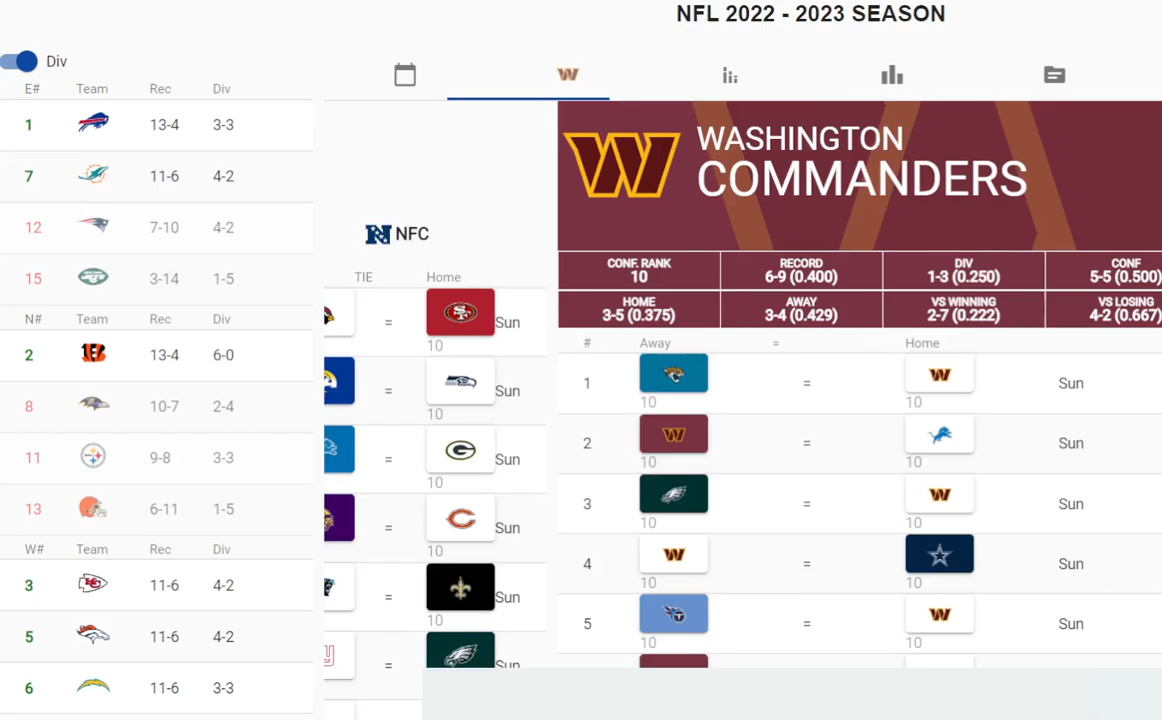 NFL 2022 - 2023 SEASON
Div
E# Team Rec Div
1 13-4 3-3
7 11-6 4-2
12 7-10 4-2
15 3-14 1-5
N# Team Rec Div
2 13-4 6-0
8 10-7 2-4
11 9-8 3-3
13 6-11 1-5
W# Team Rec Div
3 11-6 4-2
5 11-6 4-2
6 11-6 3-3
NFC
TIE Home
= Sun
10
= Sun
10
= Sun
10
= Sun
10
= Sun
10
= Sun
WASHINGTON
COMMANDERS
CONF. RANK RECORD DIV CONF
10 6-9 (0.400) 1-3 (0.250) 5-5 (0.500)
HOME AWAY VS WINNING VS LOSING
3-5 (0.375) 3-4 (0.429) 2-7 (0.222) 4-2 (0.667)
# Away = Home
1 = Sun
10 10
2 = Sun
10 10
3 = Sun
10 10
4 = Sun
10 10
5 = Sun
10 10